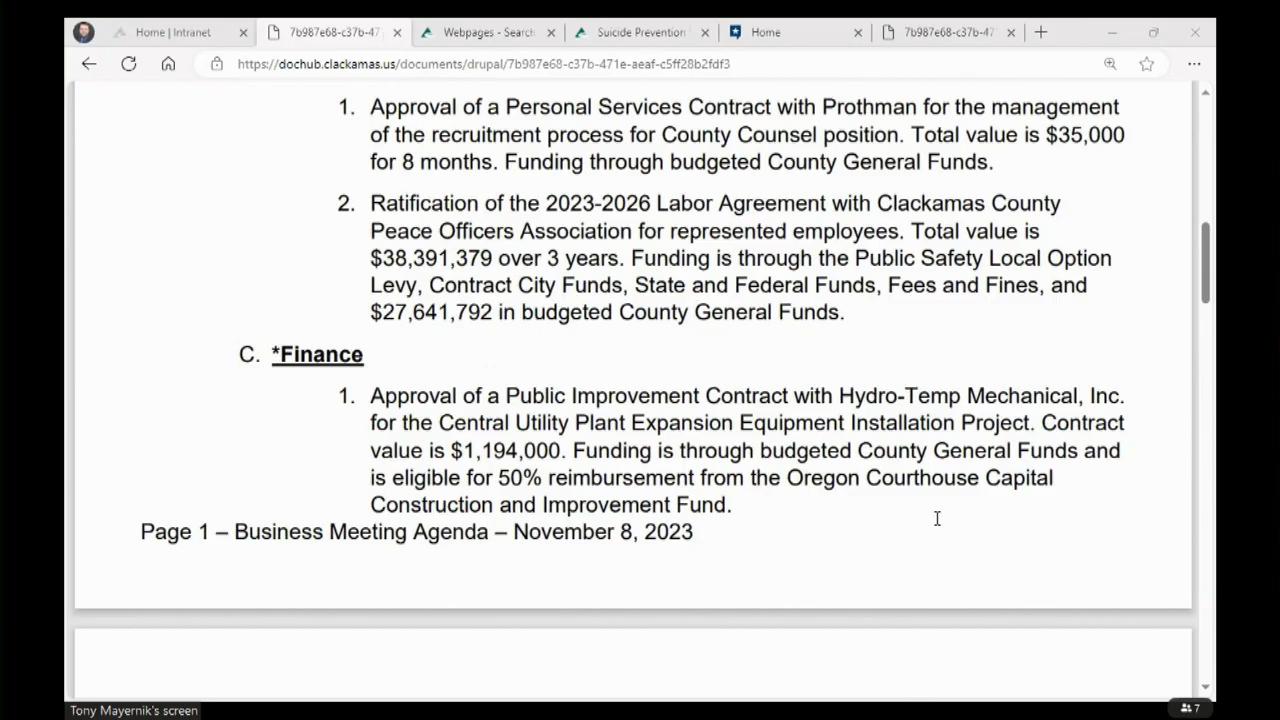 Home | Intranet
7b987e68-c37b-47
Webpages - Search
Suicide Prevention
Home
7b987e68-c37b-47
https://dochub.clackamas.us/documents/drupal/7b987e68-c37b-471e-aeaf-c5ff28b2fdf3
1. Approval of a Personal Services Contract with Prothman for the management
of the recruitment process for County Counsel position. Total value is $35,000
for 8 months. Funding through budgeted County General Funds.
2. Ratification of the 2023-2026 Labor Agreement with Clackamas County
Peace Officers Association for represented employees. Total value is
$38,391,379 over 3 years. Funding is through the Public Safety Local Option
Levy, Contract City Funds, State and Federal Funds, Fees and Fines, and
$27,641,792 in budgeted County General Funds.
C. *Finance
1. Approval of a Public Improvement Contract with Hydro-Temp Mechanical, Inc.
for the Central Utility Plant Expansion Equipment Installation Project. Contract
value is $1,194,000. Funding is through budgeted County General Funds and
is eligible for 50% reimbursement from the Oregon Courthouse Capital
Construction and Improvement Fund.
Page 1 – Business Meeting Agenda – November 8, 2023
Tony Mayernik's screen
7